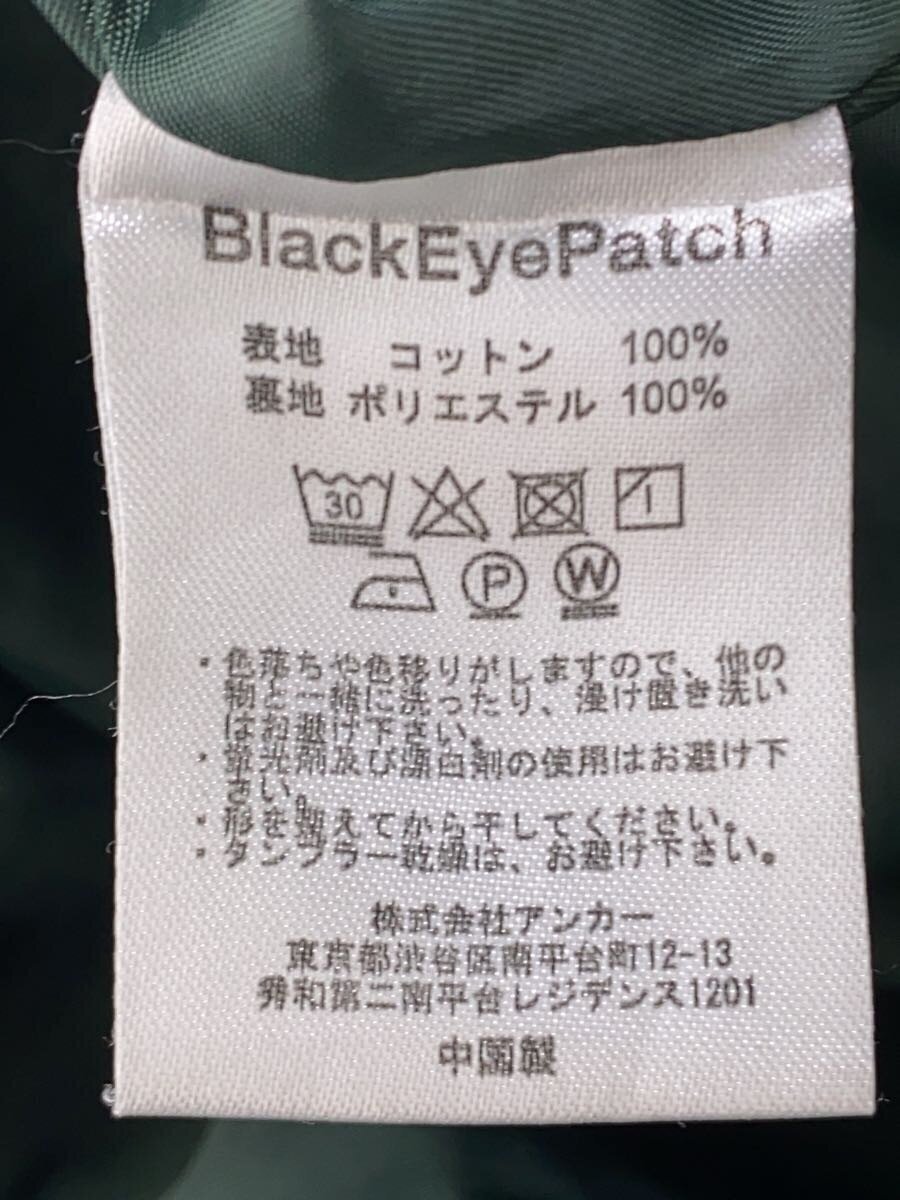 BlackEyePatch
表地 コットン 100%
裏地 ポリエステル 100%
30
P
W
・色落ちや色移りがしますので、他の
物と一緒に洗ったり、浸け置き洗い
はお避け下さい。
・蛍光剤及び漂白剤の使用はお避け下
さい。
・形を整えてから干してください。
・タンブラー乾燥は、お避け下さい。
株式会社アンカー
東京都渋谷区南平台町12-13
秀和第二南平台レジデンス1201
中国製